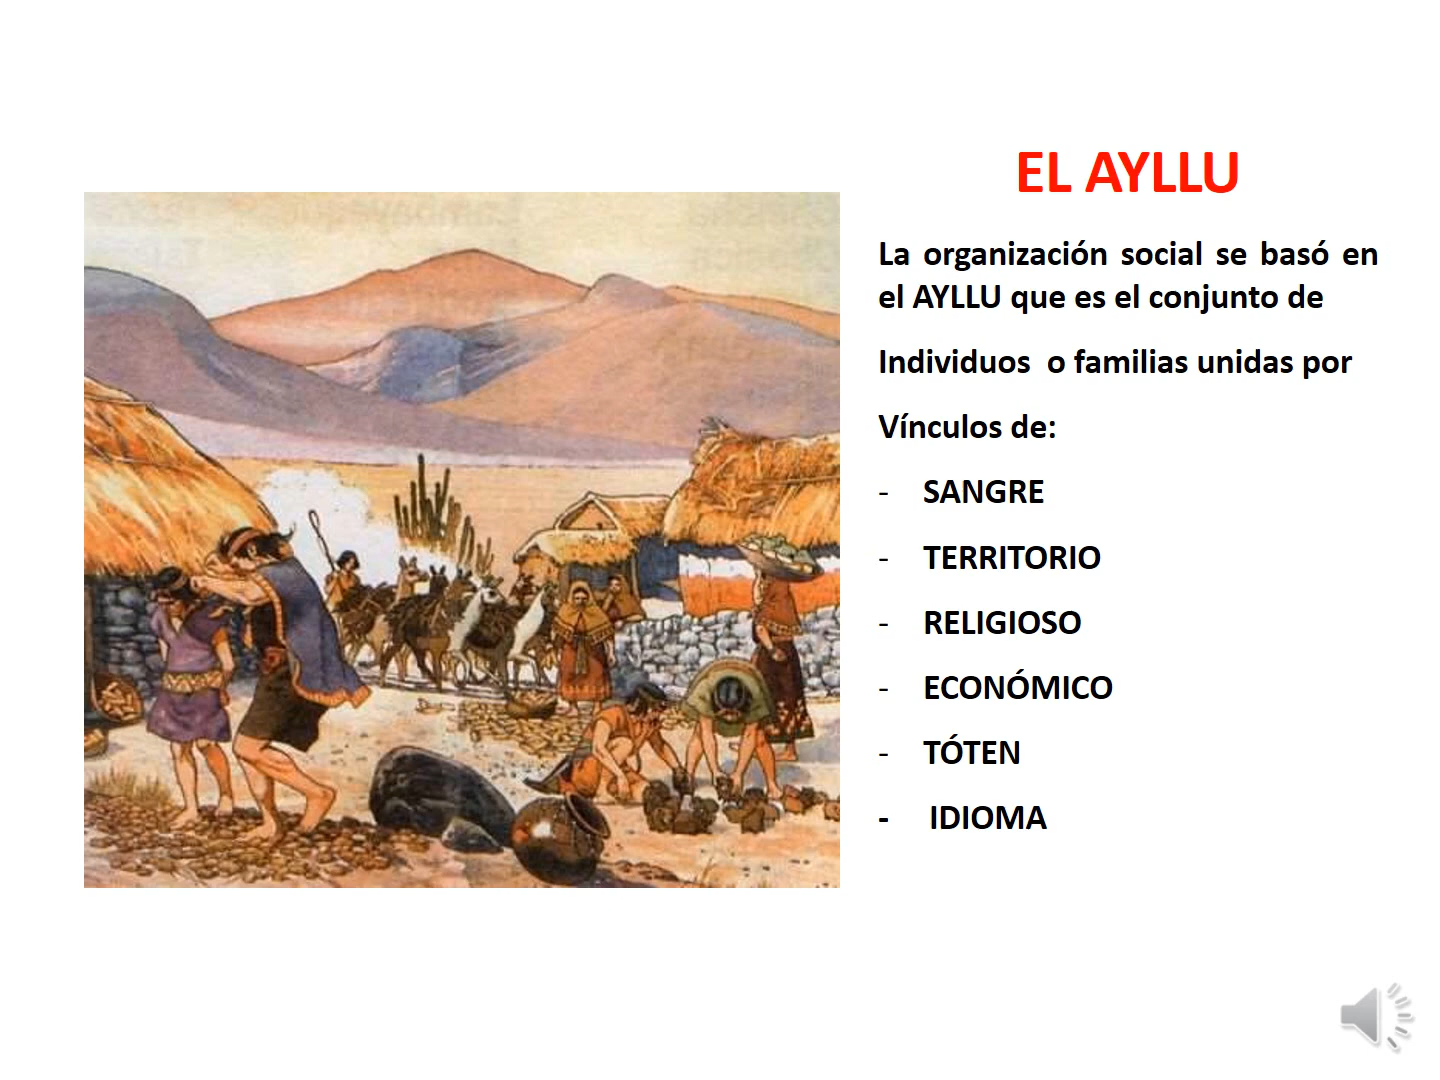 EL AYLLU
La organización social se basó en
el AYLLU que es el conjunto de
Individuos o familias unidas por
Vínculos de:
- SANGRE
- TERRITORIO
- RELIGIOSO
- ECONÓMICO
- TÓTEN
- IDIOMA